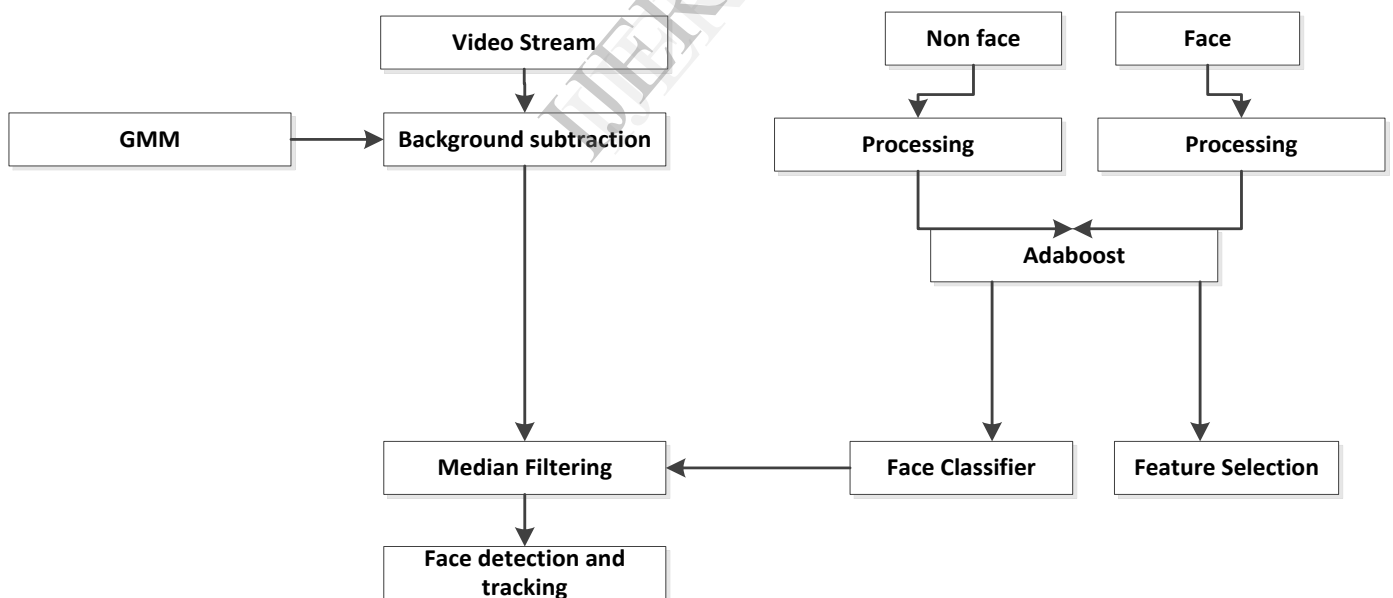 Video Stream
Non face
Face
GMM
Background subtraction
Processing
Processing
Adaboost
Median Filtering
Face Classifier
Feature Selection
Face detection and
tracking
IJER